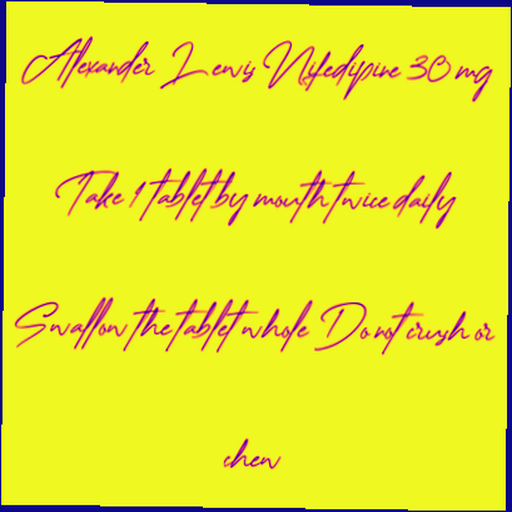 Alexander Lewis Nifedipine 30 mg
Take 1 tablet by mouth twice daily
Swallow the tablet whole Do not crush or
chew